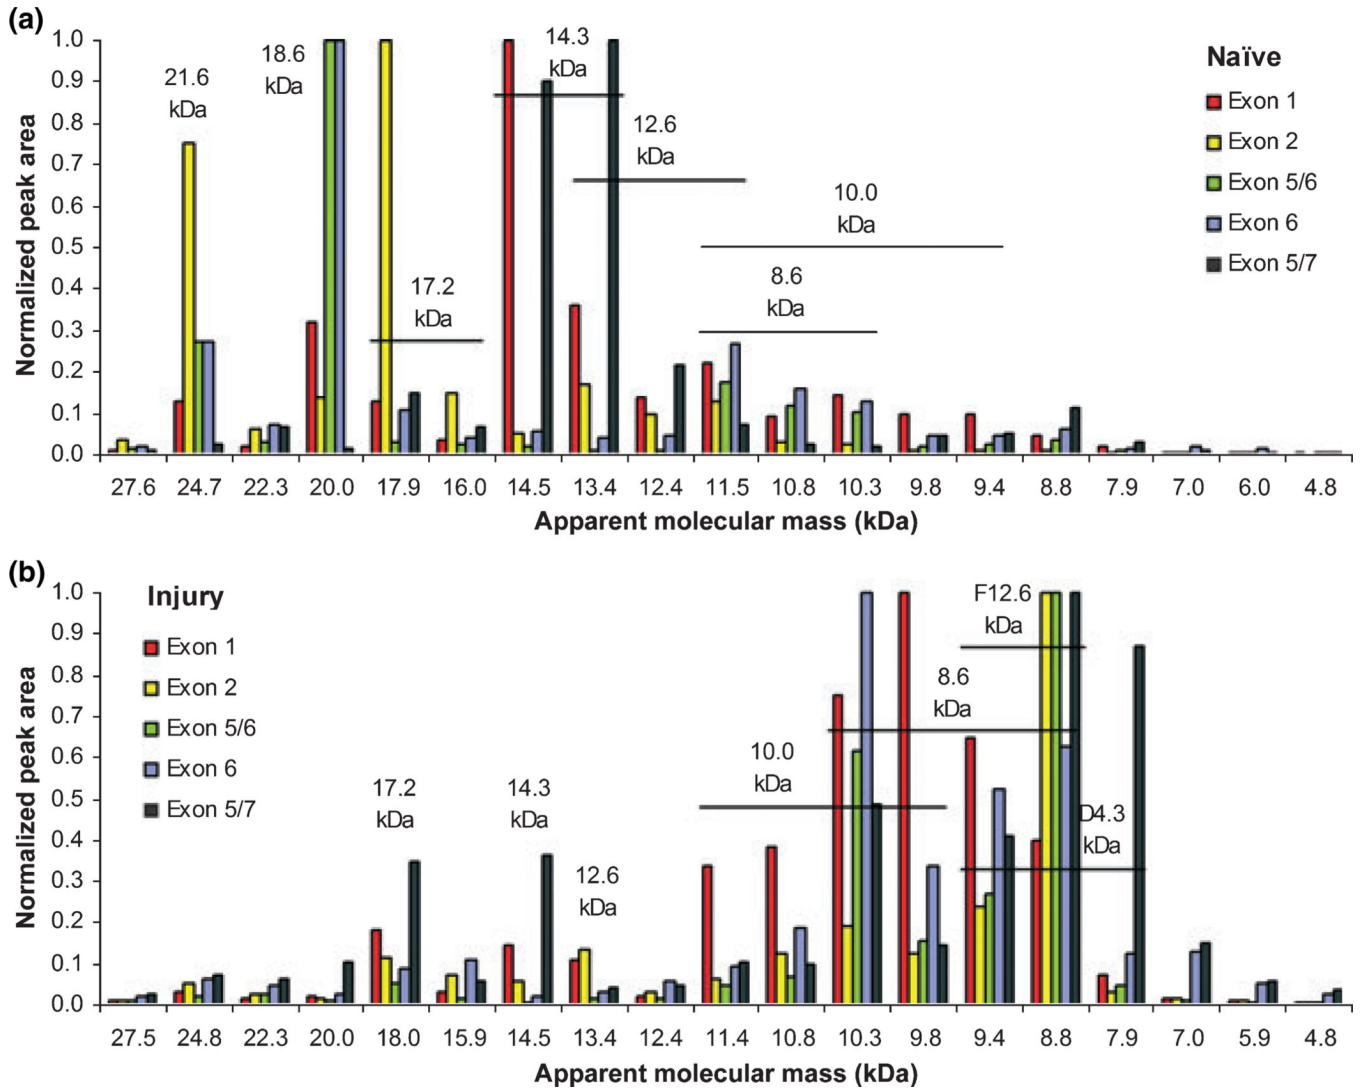 (a)
1.0
0.9
0.8
0.7
0.6
0.5
0.4
0.3
0.2
0.1
0.0
Normalized peak area
21.6
kDa
18.6
kDa
17.2
kDa
14.3
kDa
12.6
kDa
10.0
kDa
8.6
kDa
Naïve
Exon 1
Exon 2
Exon 5/6
Exon 6
Exon 5/7
27.6 24.7 22.3 20.0 17.9 16.0 14.5 13.4 12.4 11.5 10.8 10.3 9.8 9.4 8.8 7.9 7.0 6.0 4.8
Apparent molecular mass (kDa)
(b)
1.0
0.9
0.8
0.7
0.6
0.5
0.4
0.3
0.2
0.1
0.0
Normalized peak area
Injury
Exon 1
Exon 2
Exon 5/6
Exon 6
Exon 5/7
17.2
kDa
14.3
kDa
12.6
kDa
10.0
kDa
8.6
kDa
F12.6
kDa
D4.3
kDa
27.5 24.8 22.3 20.0 18.0 15.9 14.5 13.4 12.4 11.4 10.8 10.3 9.8 9.4 8.8 7.9 7.0 5.9 4.8
Apparent molecular mass (kDa)